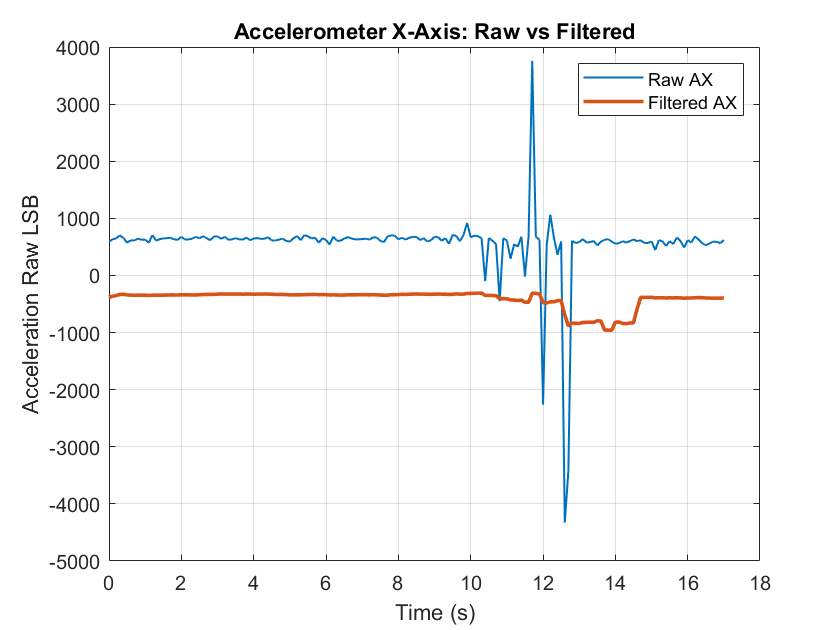 Accelerometer X-Axis: Raw vs Filtered
4000
3000
2000
1000
0
-1000
-2000
-3000
-4000
-5000
Acceleration Raw LSB
Raw AX
Filtered AX
0 2 4 6 8 10 12 14 16 18
Time (s)